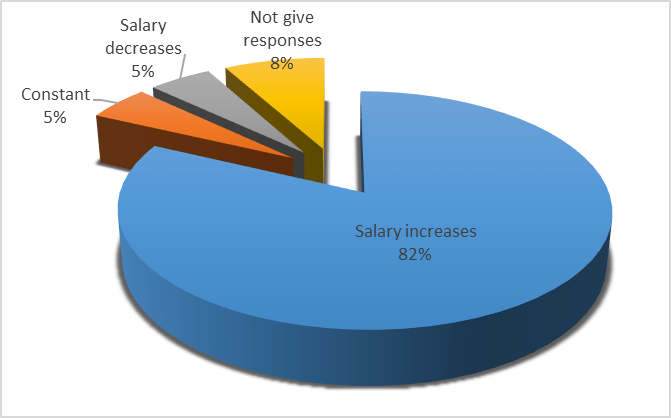 Not give
responses
8%
Salary
decreases
5%
Constant
5%
Salary increases
82%